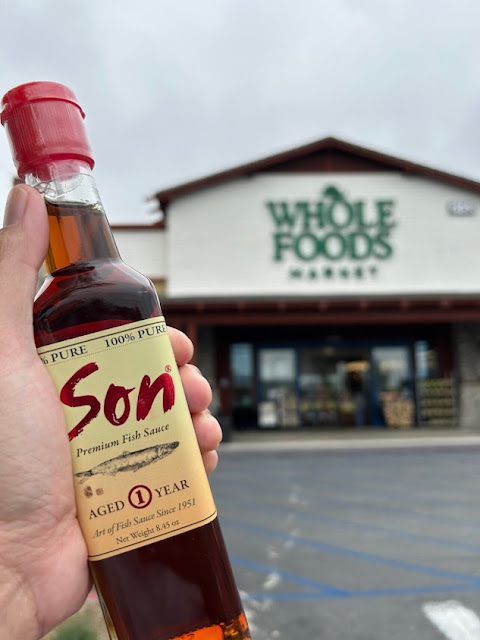 % PURE 100% PURE
Son®
Premium Fish Sauce
AGED 1 YEAR
Art of Fish Sauce Since 1951
Net Weight 8.45 oz
WHOLE
FOODS
MARKET